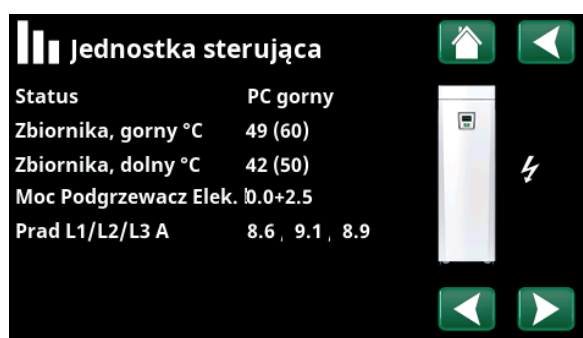 Jednostka sterująca
Status PC gorny
Zbiornika, gorny °C 49 (60)
Zbiornika, dolny °C 42 (50)
Moc Podgrzewacz Elek. 0.0+2.5
Prad L1/L2/L3 A 8.6 , 9.1 , 8.9